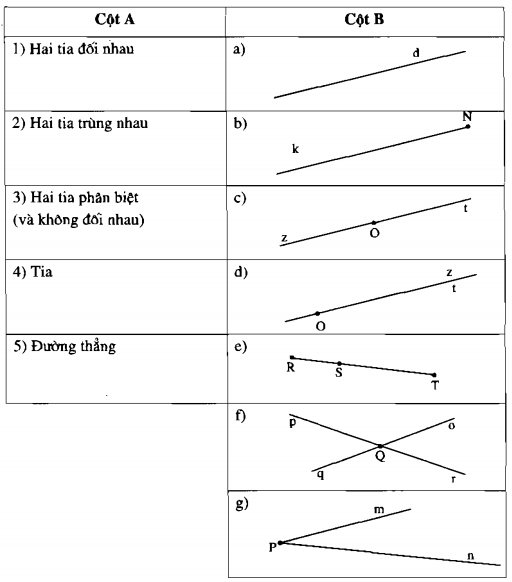 Cột A Cột B
1) Hai tia đối nhau a) d
2) Hai tia trùng nhau b) N
k
3) Hai tia phân biệt c) t
(và không đối nhau) z O
4) Tia d) z
t
O
5) Đường thẳng e)
R S T
f)
p o
Q
q r
g)
m
P
n